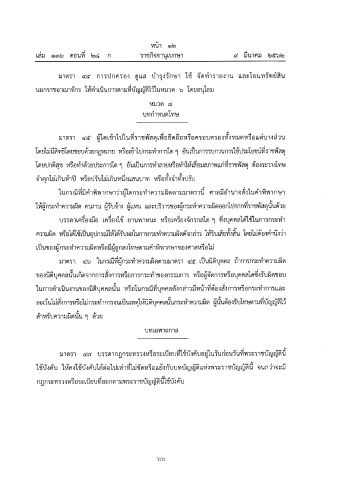 หน้า ๑๒
เล่ม ๑๓๖ ตอนที่ ๒๘ ก ราชกิจจานุเบกษา ๙ มีนาคม ๒๕๖๒
มาตรา ๔๔ การปกครอง ดูแล บำรุงรักษา ใช้ จัดทำรายงาน และโอนทรัพย์สิน
นอกราชอาณาจักร ให้ดำเนินการตามที่บัญญัติไว้ในหมวด ๖ โดยอนุโลม
หมวด ๘
บทกำหนดโทษ
มาตรา ๔๕ ผู้ใดเข้าไปในที่ราชพัสดุเพื่อยึดถือหรือครอบครองทั้งหมดหรือแต่บางส่วน
โดยไม่มีสิทธิโดยชอบด้วยกฎหมาย หรือเข้าไปกระทำการใด ๆ อันเป็นการรบกวนการใช้ประโยชน์ที่ราชพัสดุ
โดยปกติสุข หรือทำด้วยประการใด ๆ อันเป็นการทำลายหรือทำให้เสื่อมสภาพแก่ที่ราชพัสดุ ต้องระวางโทษ
จำคุกไม่เกินห้าปี หรือปรับไม่เกินหนึ่งแสนบาท หรือทั้งจำทั้งปรับ
ในกรณีที่มีคำพิพากษาว่าผู้ใดกระทำความผิดตามมาตรานี้ ศาลมีอำนาจสั่งในคำพิพากษา
ให้ผู้กระทำความผิด คนงาน ผู้รับจ้าง ผู้แทน และบริวารของผู้กระทำความผิดออกไปจากที่ราชพัสดุนั้นด้วย
บรรดาเครื่องมือ เครื่องใช้ ยานพาหนะ หรือเครื่องจักรกลใด ๆ ซึ่งบุคคลได้ใช้ในการกระทำ
ความผิด หรือได้ใช้เป็นอุปกรณ์ให้ได้รับผลในการกระทำความผิดดังกล่าว ให้ริบเสียทั้งสิ้น โดยไม่ต้องคำนึงว่า
เป็นของผู้กระทำความผิดหรือมีผู้ถูกลงโทษตามคำพิพากษาของศาลหรือไม่
มาตรา ๔๖ ในกรณีที่ผู้กระทำความผิดตามมาตรา ๔๕ เป็นนิติบุคคล ถ้าการกระทำความผิด
ของนิติบุคคลนั้นเกิดจากการสั่งการหรือการกระทำของกรรมการ หรือผู้จัดการหรือบุคคลใดซึ่งรับผิดชอบ
ในการดำเนินงานของนิติบุคคลนั้น หรือในกรณีที่บุคคลดังกล่าวมีหน้าที่ต้องสั่งการหรือกระทำการและ
ละเว้นไม่สั่งการหรือไม่กระทำการจนเป็นเหตุให้นิติบุคคลนั้นกระทำความผิด ผู้นั้นต้องรับโทษตามที่บัญญัติไว้
สำหรับความผิดนั้น ๆ ด้วย
บทเฉพาะกาล
มาตรา ๔๗ บรรดากฎกระทรวงหรือระเบียบที่ใช้บังคับอยู่ในวันก่อนวันที่พระราชบัญญัตินี้
ใช้บังคับ ให้คงใช้บังคับได้ต่อไปเท่าที่ไม่ขัดหรือแย้งกับบทบัญญัติแห่งพระราชบัญญัตินี้ จนกว่าจะมี
กฎกระทรวงหรือระเบียบที่ออกตามพระราชบัญญัตินี้ใช้บังคับ
๖๖